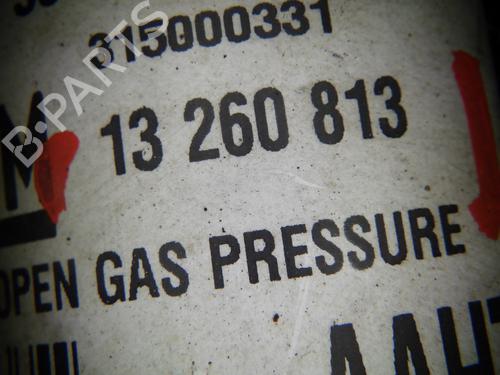 315000331
13 260 813
OPEN GAS PRESSURE
B-PARTS